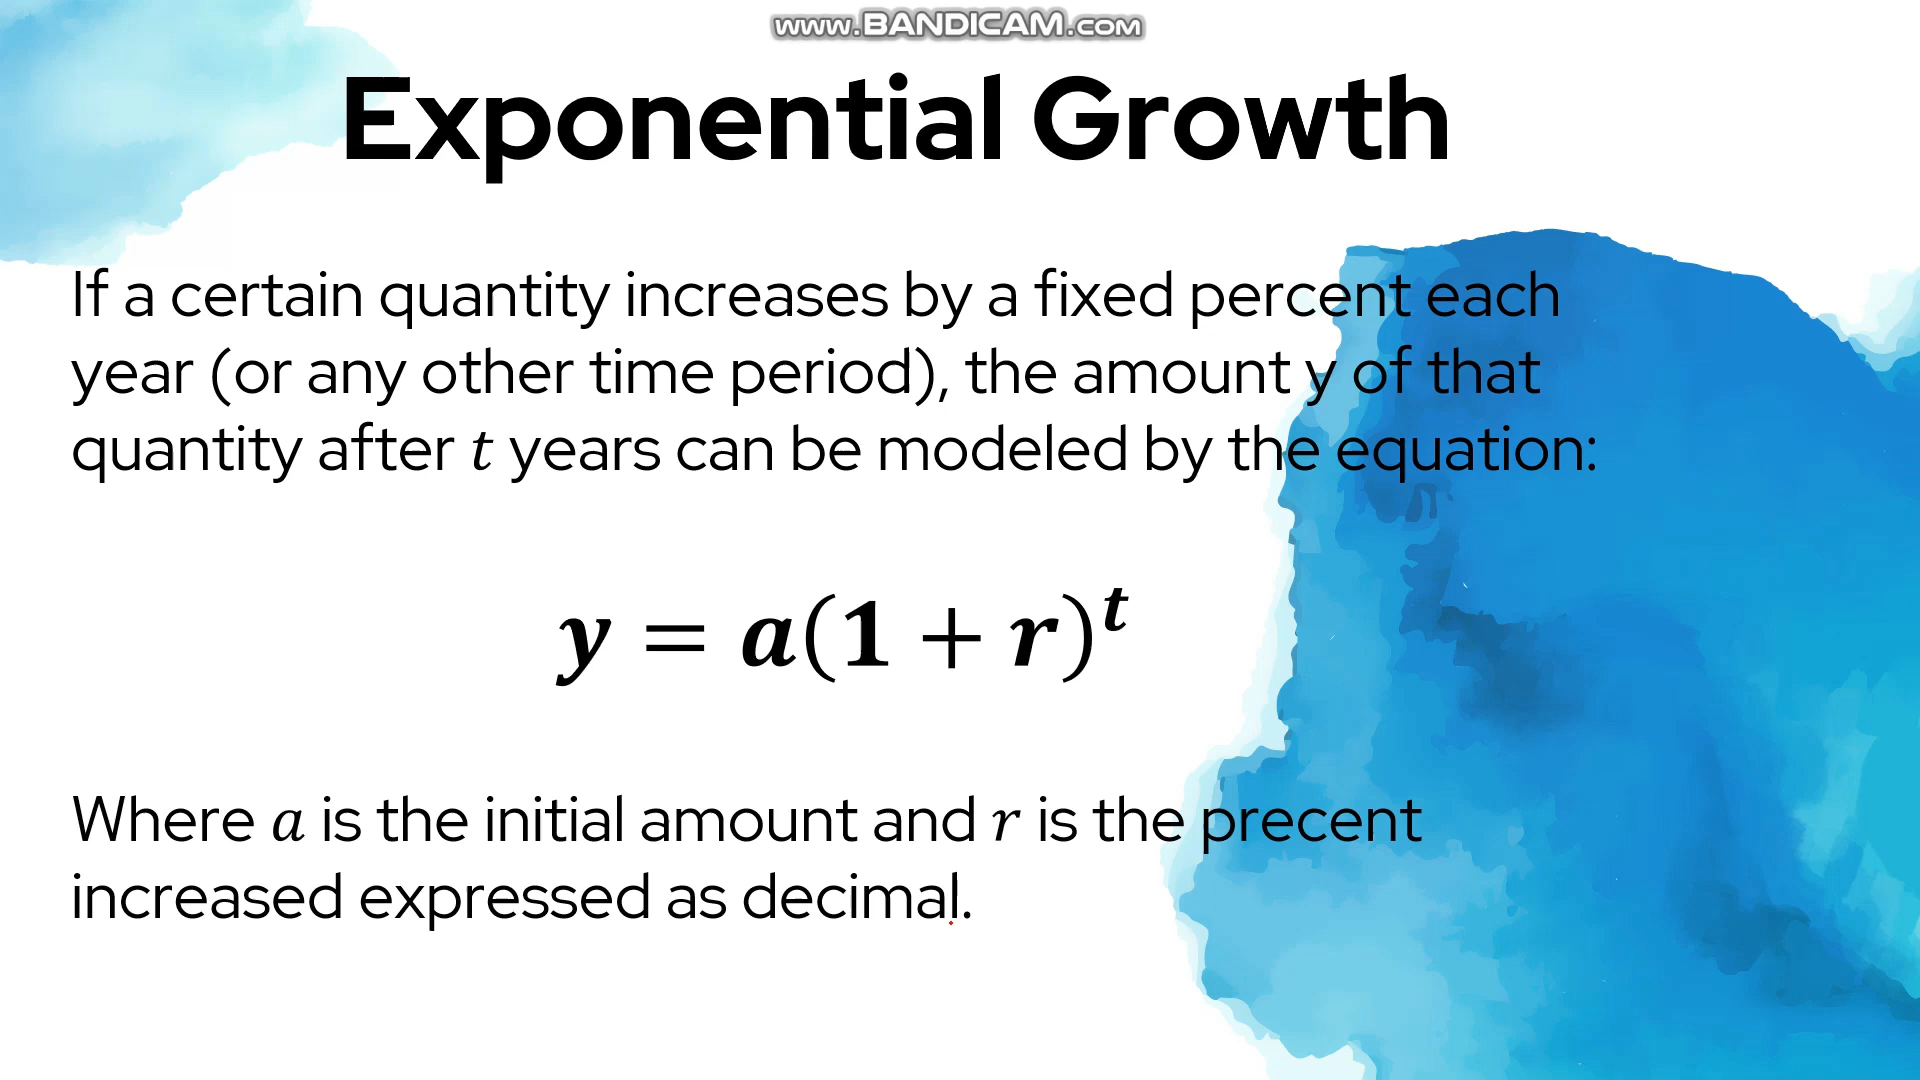 www.BANDICAM.com
Exponential Growth
If a certain quantity increases by a fixed percent each
year (or any other time period), the amount y of that
quantity after t years can be modeled by the equation:
y = a(1 + r)^t
Where a is the initial amount and r is the precent
increased expressed as decimal.